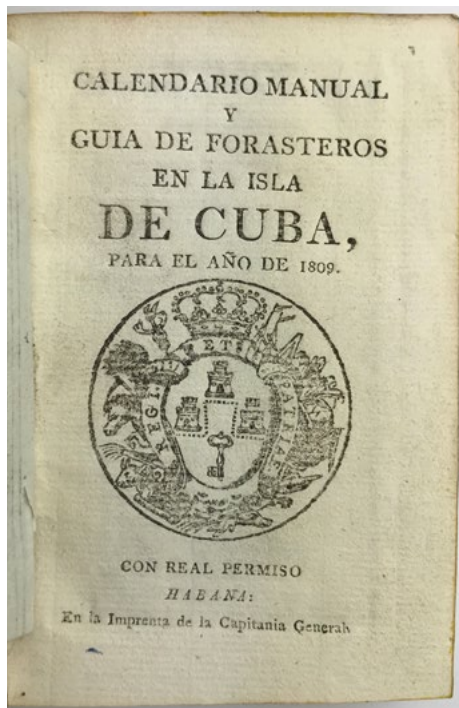 CALENDARIO MANUAL
Y
GUIA DE FORASTEROS
EN LA ISLA
DE CUBA,
PARA EL AÑO DE 1809.
REGI. ET. PATRIAE
CON REAL PERMISO
HABANA:
En la Imprenta de la Capitania General.